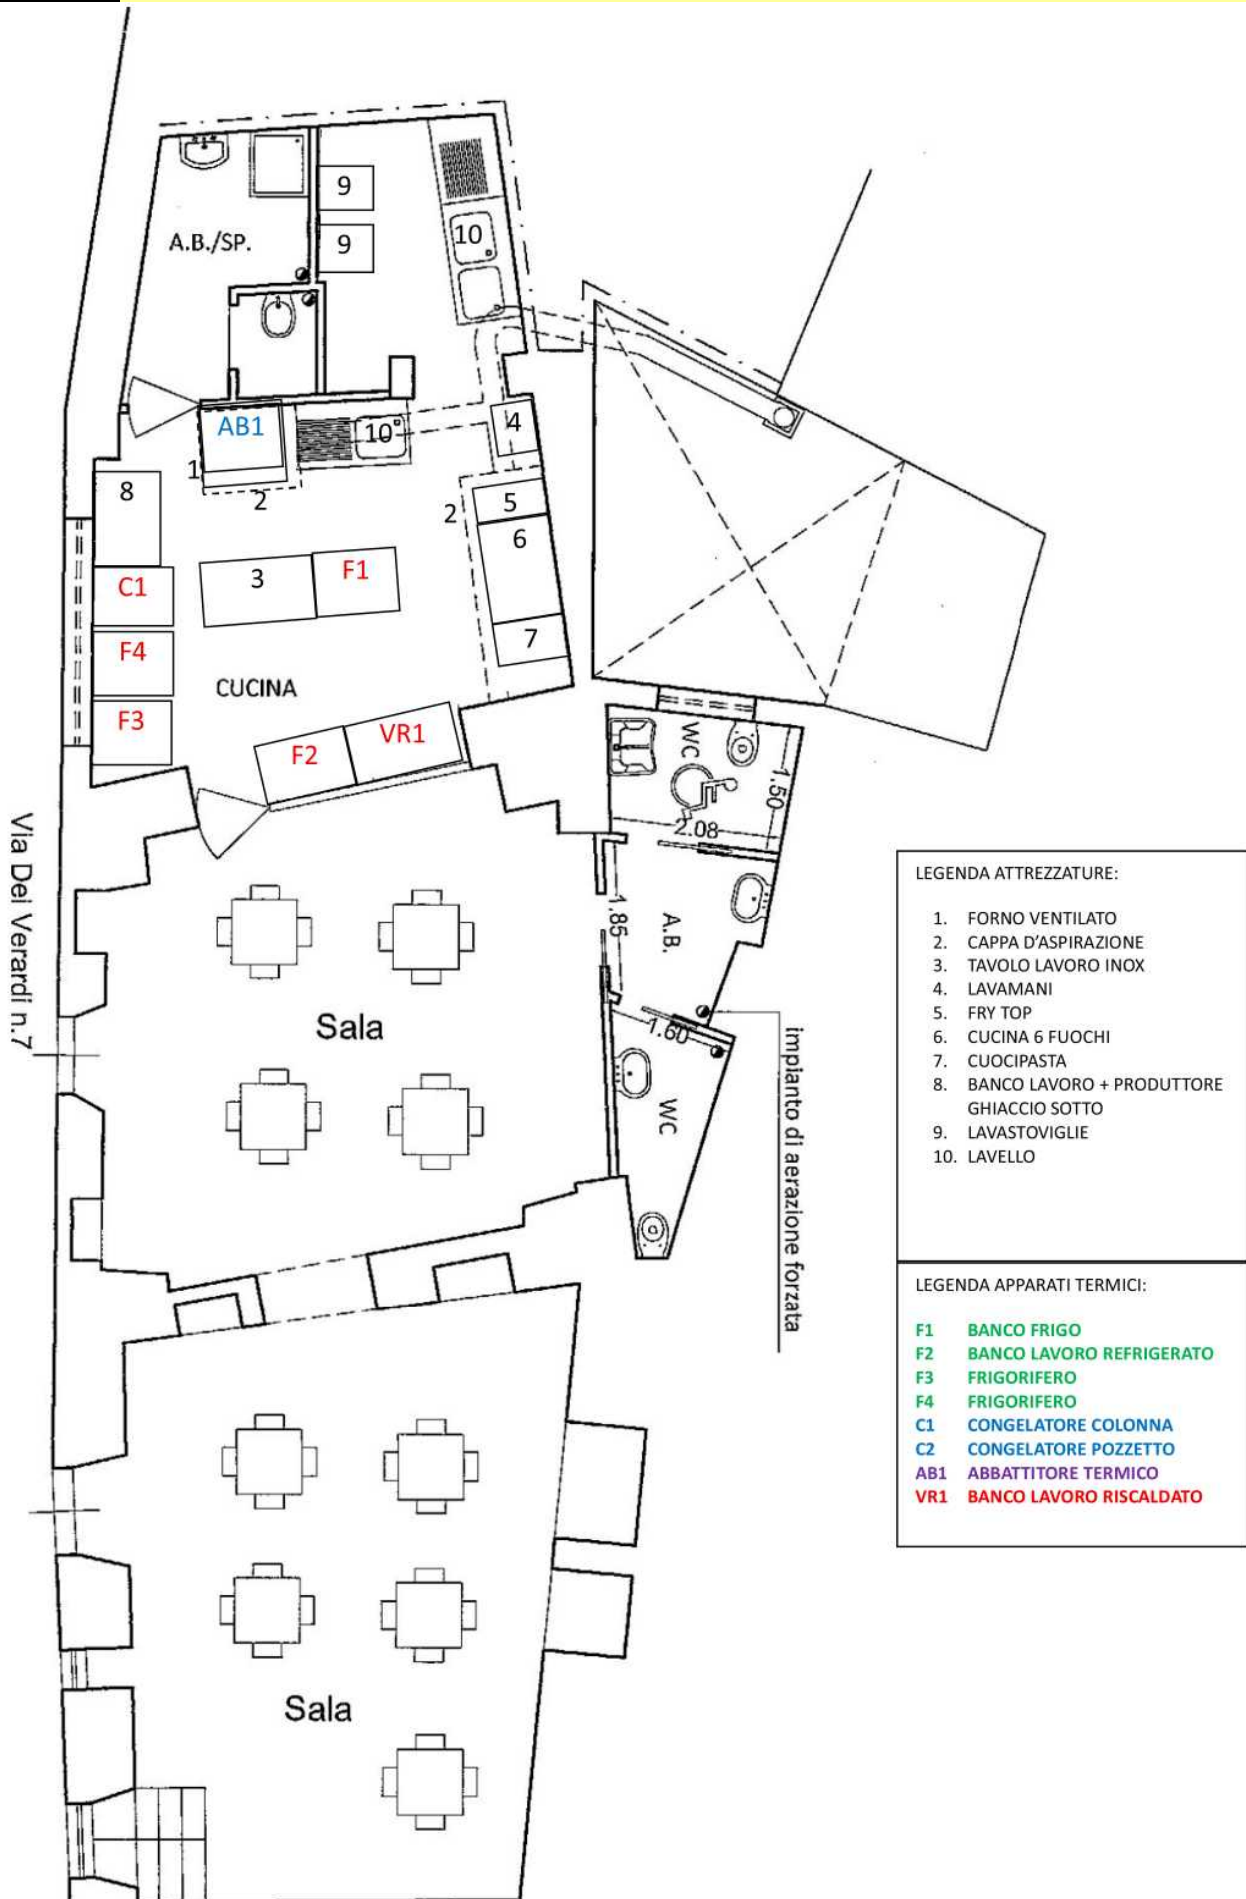 9
A.B./SP.
10
9
AB1
10
4
1
8
2
2
5
6
3
F1
C1
7
F4
CUCINA
F3
VR1
F2
WC
1.50
2.08
Via Dei Verardi n.7
1.85
A.B.
Sala
1.60
WC
impianto di aerazione forzata
Sala
LEGENDA ATTREZZATURE:
1. FORNO VENTILATO
2. CAPPA D'ASPIRAZIONE
3. TAVOLO LAVORO INOX
4. LAVAMANI
5. FRY TOP
6. CUCINA 6 FUOCHI
7. CUOCIPASTA
8. BANCO LAVORO + PRODUTTORE
GHIACCIO SOTTO
9. LAVASTOVIGLIE
10. LAVELLO
LEGENDA APPARATI TERMICI:
F1 BANCO FRIGO
F2 BANCO LAVORO REFRIGERATO
F3 FRIGORIFERO
F4 FRIGORIFERO
C1 CONGELATORE COLONNA
C2 CONGELATORE POZZETTO
AB1 ABBATTITORE TERMICO
VR1 BANCO LAVORO RISCALDATO